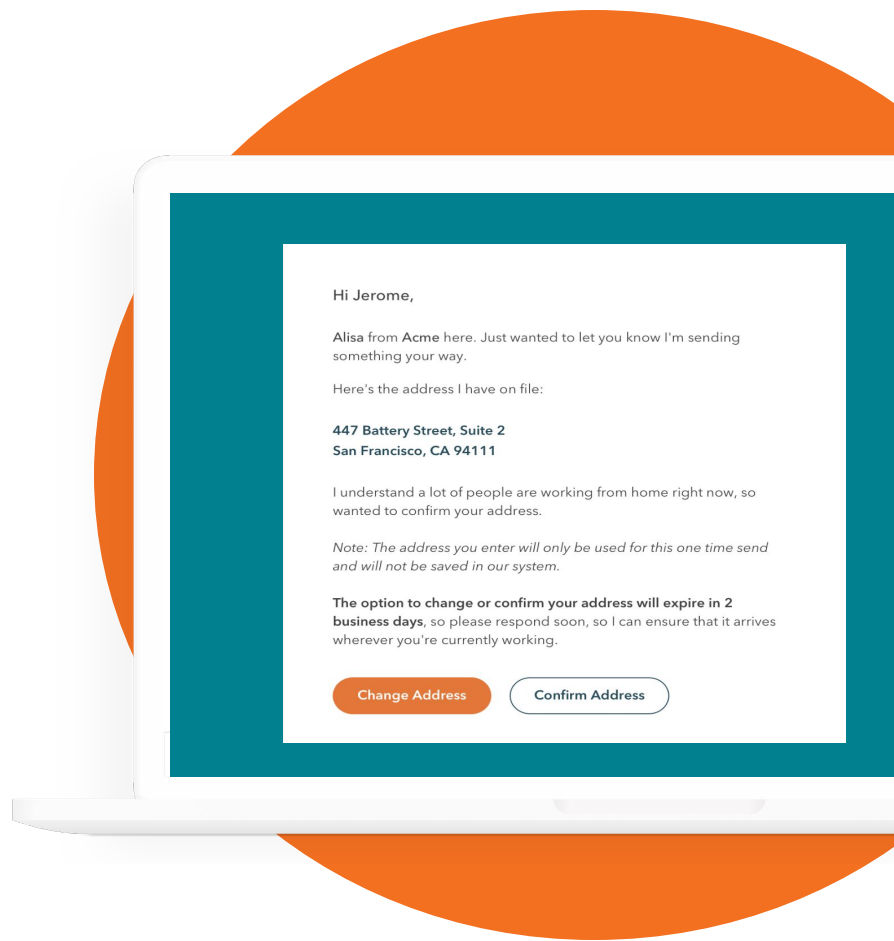 Hi Jerome,
Alisa from Acme here. Just wanted to let you know I'm sending
something your way.
Here's the address I have on file:
447 Battery Street, Suite 2
San Francisco, CA 94111
I understand a lot of people are working from home right now, so
wanted to confirm your address.
Note: The address you enter will only be used for this one time send
and will not be saved in our system.
The option to change or confirm your address will expire in 2
business days, so please respond soon, so I can ensure that it arrives
wherever you're currently working.
Change Address Confirm Address